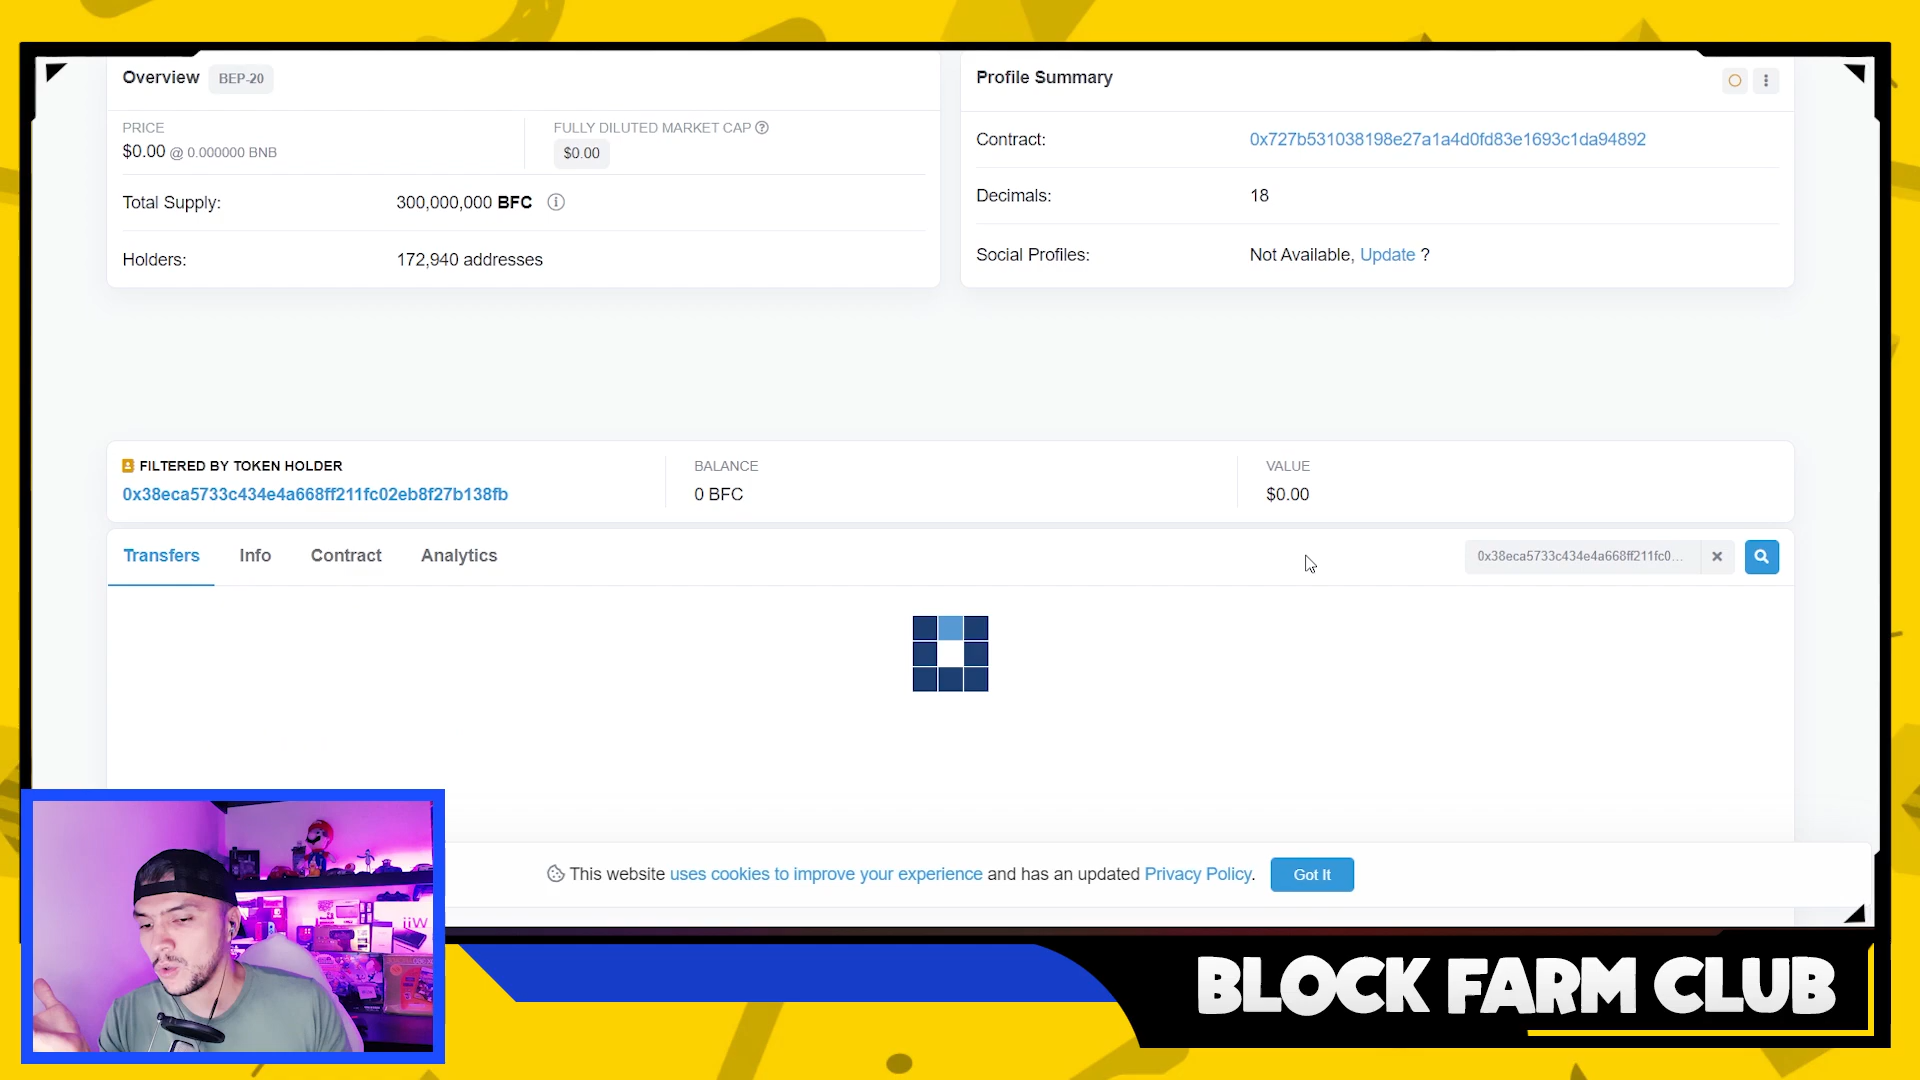 Overview BEP-20
PRICE
$0.00 @ 0.000000 BNB
FULLY DILUTED MARKET CAP
$0.00
Total Supply: 300,000,000 BFC
Holders: 172,940 addresses
Profile Summary
Contract: 0x727b531038198e27a1a4d0fd83e1693c1da94892
Decimals: 18
Social Profiles: Not Available, Update ?
FILTERED BY TOKEN HOLDER
0x38eca5733c434e4a668ff211fc02eb8f27b138fb
BALANCE
0 BFC
VALUE
$0.00
Transfers Info Contract Analytics
0x38eca5733c434e4a668ff211fc0...
This website uses cookies to improve your experience and has an updated Privacy Policy. Got It
iiW
BLOCK FARM CLUB